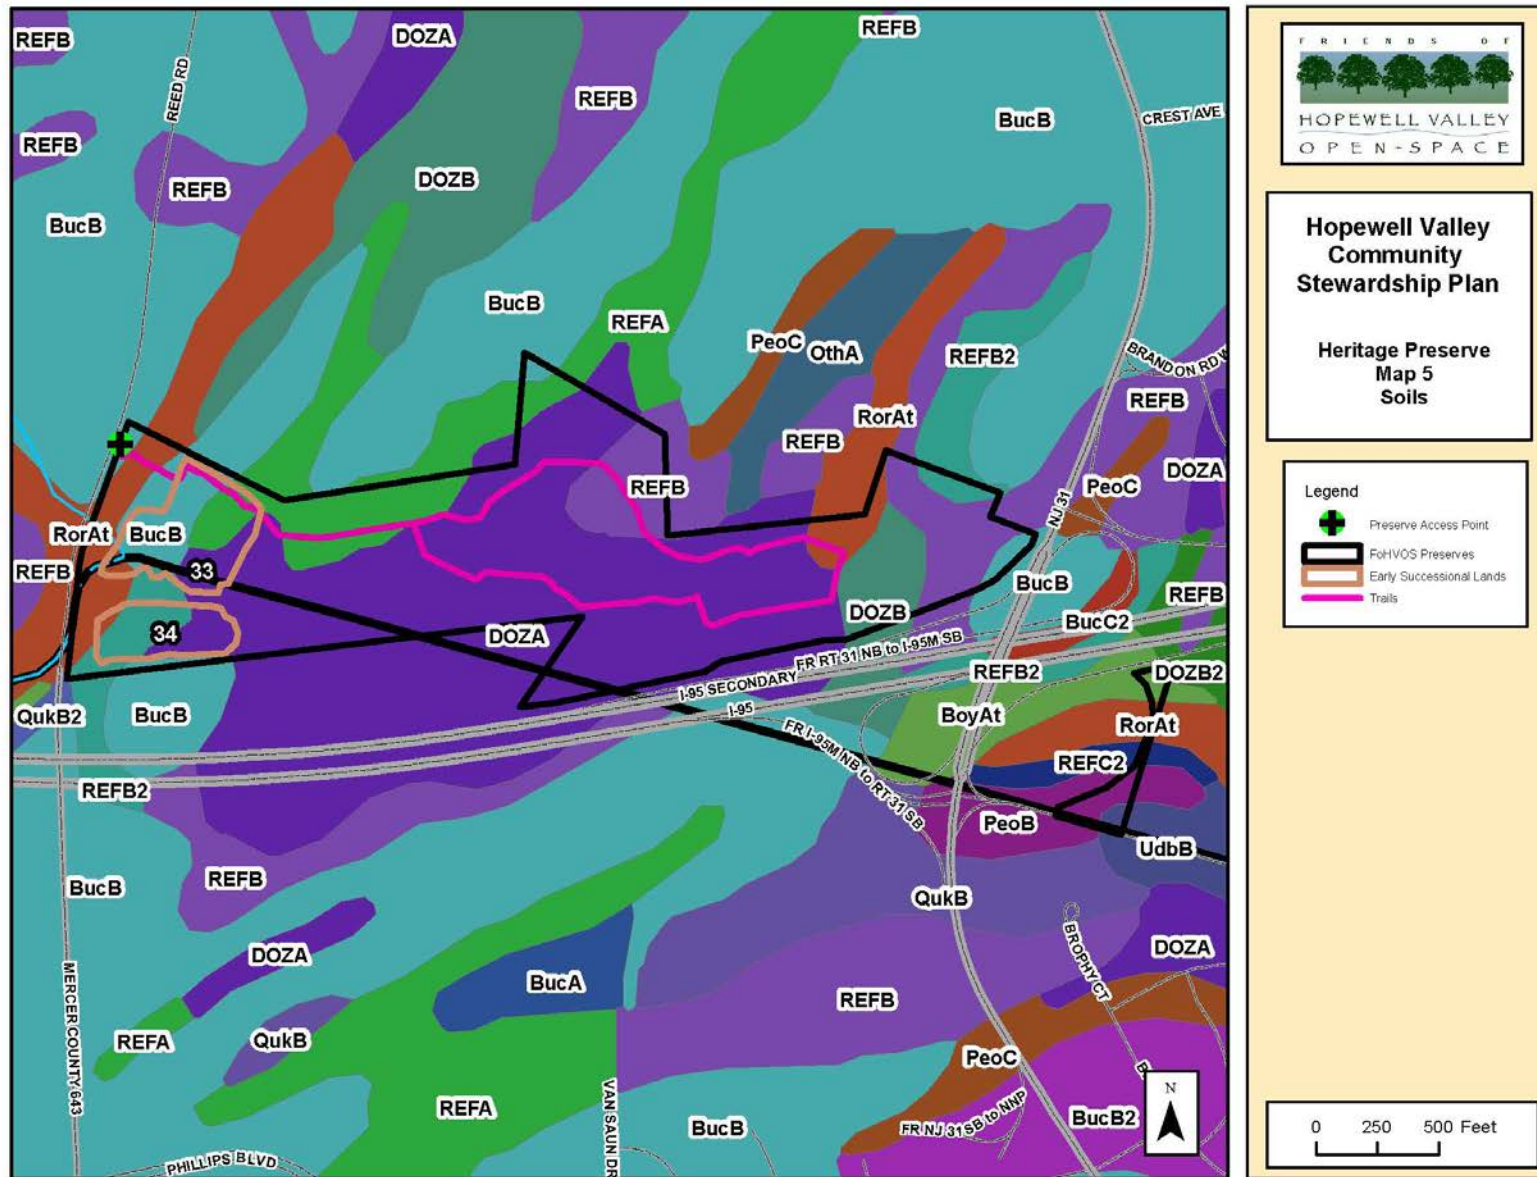 REFB
DOZA
REFB
REED RD
REFB
CREST AVE
BucB
REFB
DOZB
REFB
BucB
BucB
REFA
PeoC
OthA
REFB2
BRANDON RD W
REFB
RorAt
REFB
DOZA
REFB
PeoC
NJ 31
RorAt
BucB
REFB
33
BucB
REFB
34
DOZA
DOZB
BucC2
FR RT 31 NB to I-95M SB
I-95 SECONDARY
REFB2
DOZB2
I-95
QukB2
BucB
BoyAt
RorAt
FR I-95M NB to RT 31 SB
REFC2
REFB2
PeoB
UdbB
BucB
REFB
QukB
DOZA
BROPHY CT
DOZA
BucA
REFB
MERCER COUNTY 643
REFA
QukB
PeoC
REFA
VAN SAUN DR
BucB
FR NJ 31 SB to NNP
BucB2
PHILLIPS BLVD
N
FRIENDS OF
HOPEWELL VALLEY
OPEN-SPACE
Hopewell Valley
Community
Stewardship Plan
Heritage Preserve
Map 5
Soils
Legend
Preserve Access Point
FoHVOS Preserves
Early Successional Lands
Trails
0 250 500 Feet